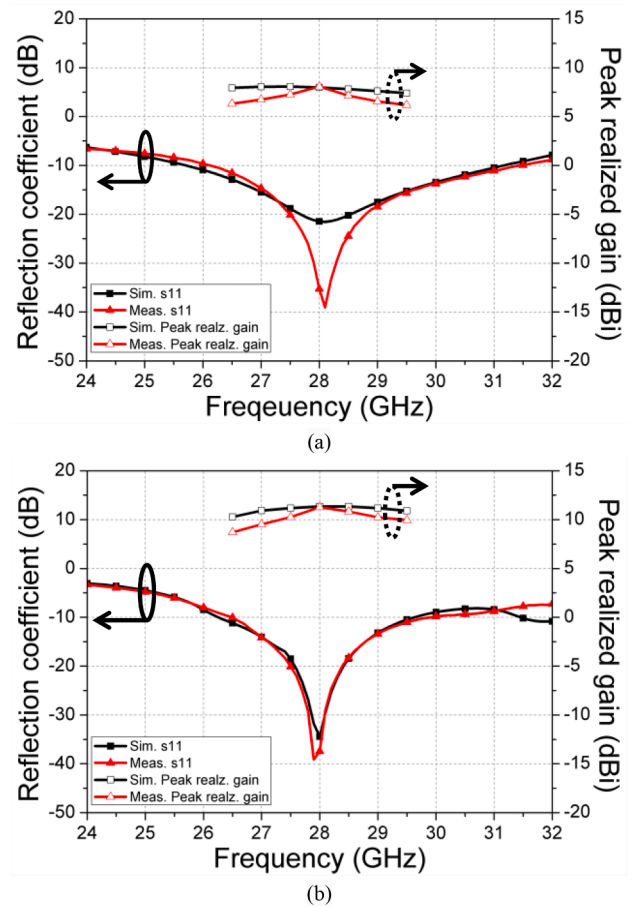 Reflection coefficient (dB)
20
10
0
-10
-20
-30
-40
-50
Sim. s11
Meas. s11
Sim. Peak realz. gain
Meas. Peak realz. gain
15
10
5
0
-5
-10
-15
-20
Peak realized gain (dBi)
24 25 26 27 28 29 30 31 32
Freqeuency (GHz)
(a)
Reflection coefficient (dB)
20
10
0
-10
-20
-30
-40
-50
Sim. s11
Meas. s11
Sim. Peak realz. gain
Meas. Peak realz. gain
15
10
5
0
-5
-10
-15
-20
Peak realized gain (dBi)
24 25 26 27 28 29 30 31 32
Frequency (GHz)
(b)